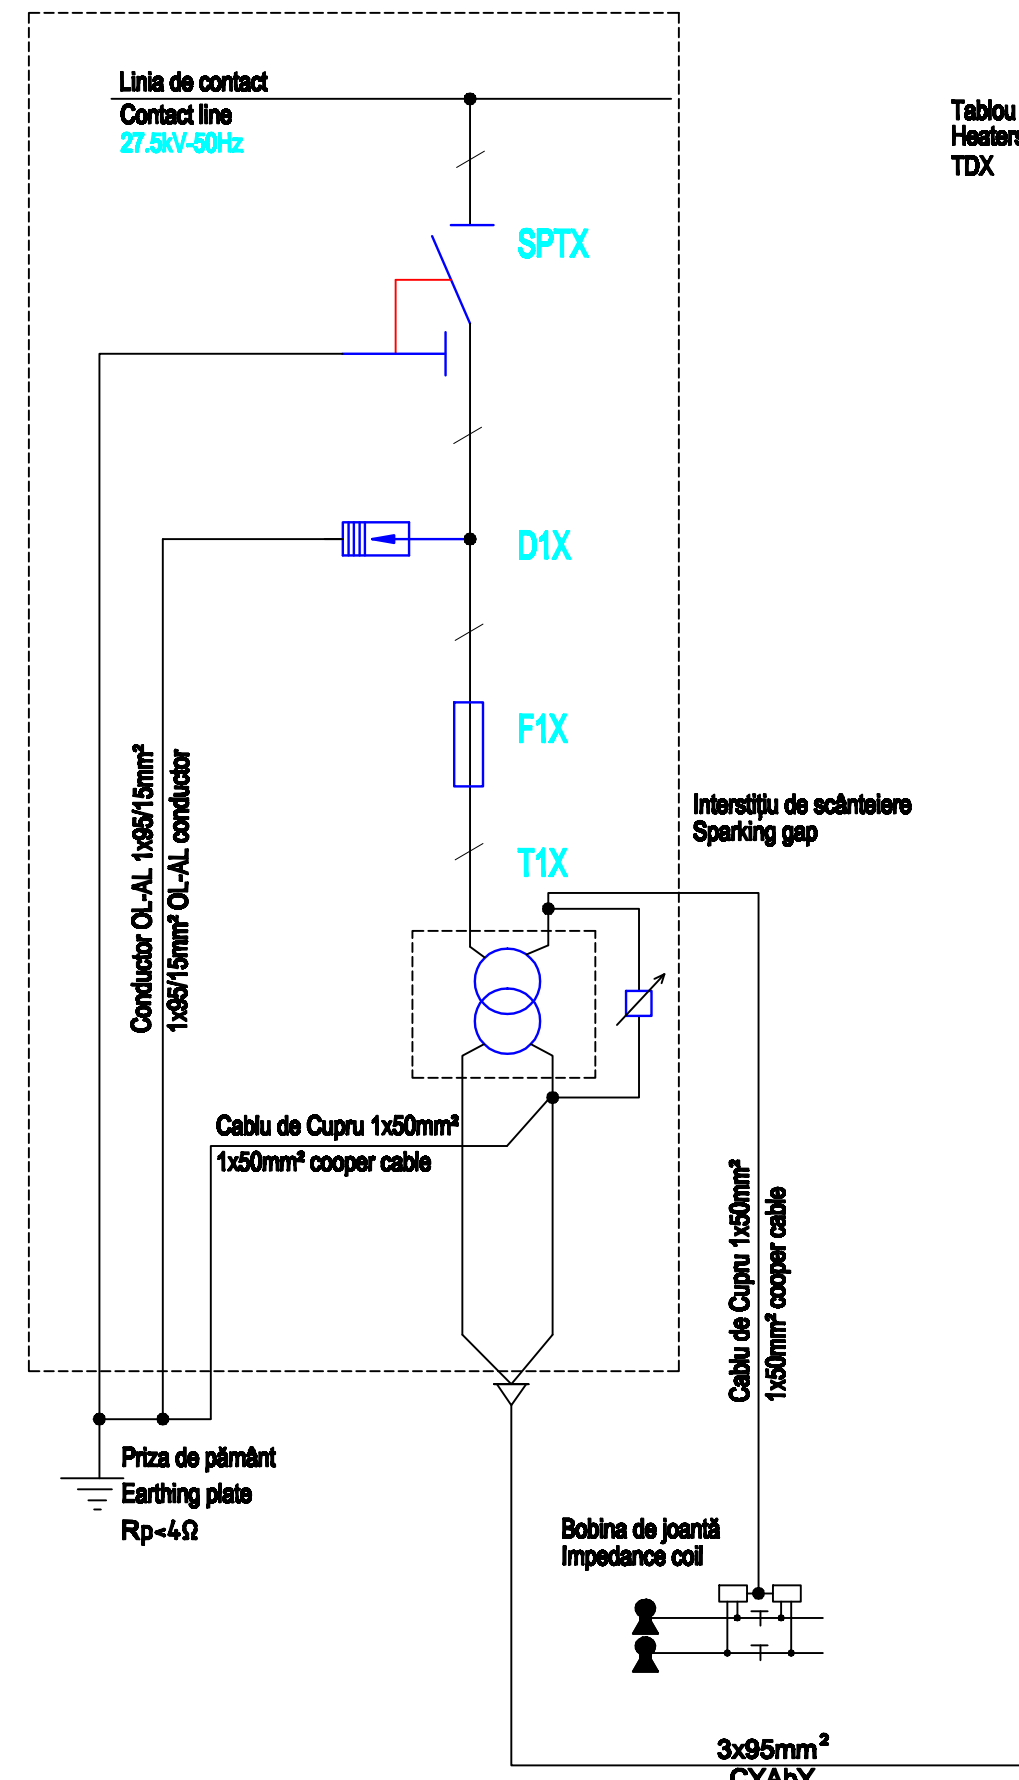 Linia de contact
Contact line
27.5kV-50Hz
Tablou
Heaters
TDX
SPTX
D1X
F1X
Interstițiu de scânteiere
Sparking gap
T1X
Conductor OL-AL 1x95/15mm²
1x95/15mm² OL-AL conductor
Cablu de Cupru 1x50mm²
1x50mm² cooper cable
Cablu de Cupru 1x50mm²
1x50mm² cooper cable
Priza de pământ
Earthing plate
Rp<4Ω
Bobina de joantă
Impedance coil
3x95mm²
CYAbY